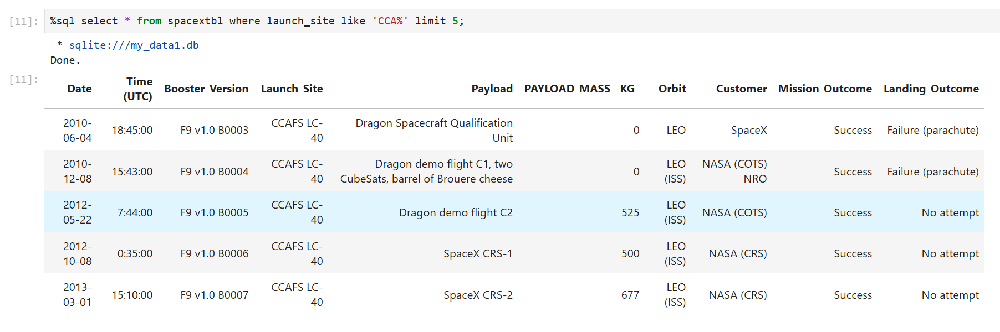 [11]: %sql select * from spacextbl where launch_site like 'CCA%' limit 5;
* sqlite:///my_data1.db
Done.
[11]:
Date Time (UTC) Booster_Version Launch_Site Payload PAYLOAD_MASS__KG_ Orbit Customer Mission_Outcome Landing_Outcome
2010-06-04 18:45:00 F9 v1.0 B0003 CCAFS LC-40 Dragon Spacecraft Qualification Unit 0 LEO SpaceX Success Failure (parachute)
2010-12-08 15:43:00 F9 v1.0 B0004 CCAFS LC-40 Dragon demo flight C1, two CubeSats, barrel of Brouere cheese 0 LEO (ISS) NASA (COTS) NRO Success Failure (parachute)
2012-05-22 7:44:00 F9 v1.0 B0005 CCAFS LC-40 Dragon demo flight C2 525 LEO (ISS) NASA (COTS) Success No attempt
2012-10-08 0:35:00 F9 v1.0 B0006 CCAFS LC-40 SpaceX CRS-1 500 LEO (ISS) NASA (CRS) Success No attempt
2013-03-01 15:10:00 F9 v1.0 B0007 CCAFS LC-40 SpaceX CRS-2 677 LEO (ISS) NASA (CRS) Success No attempt